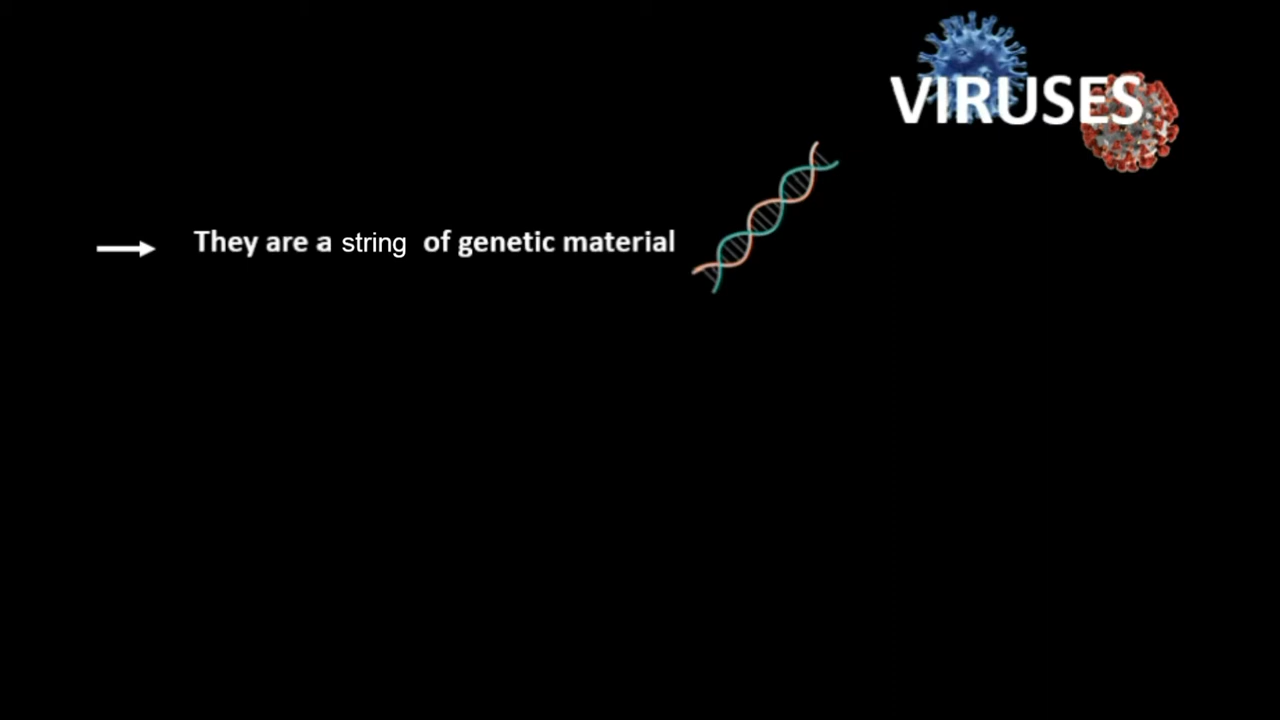 VIRUSES
They are a string of genetic material